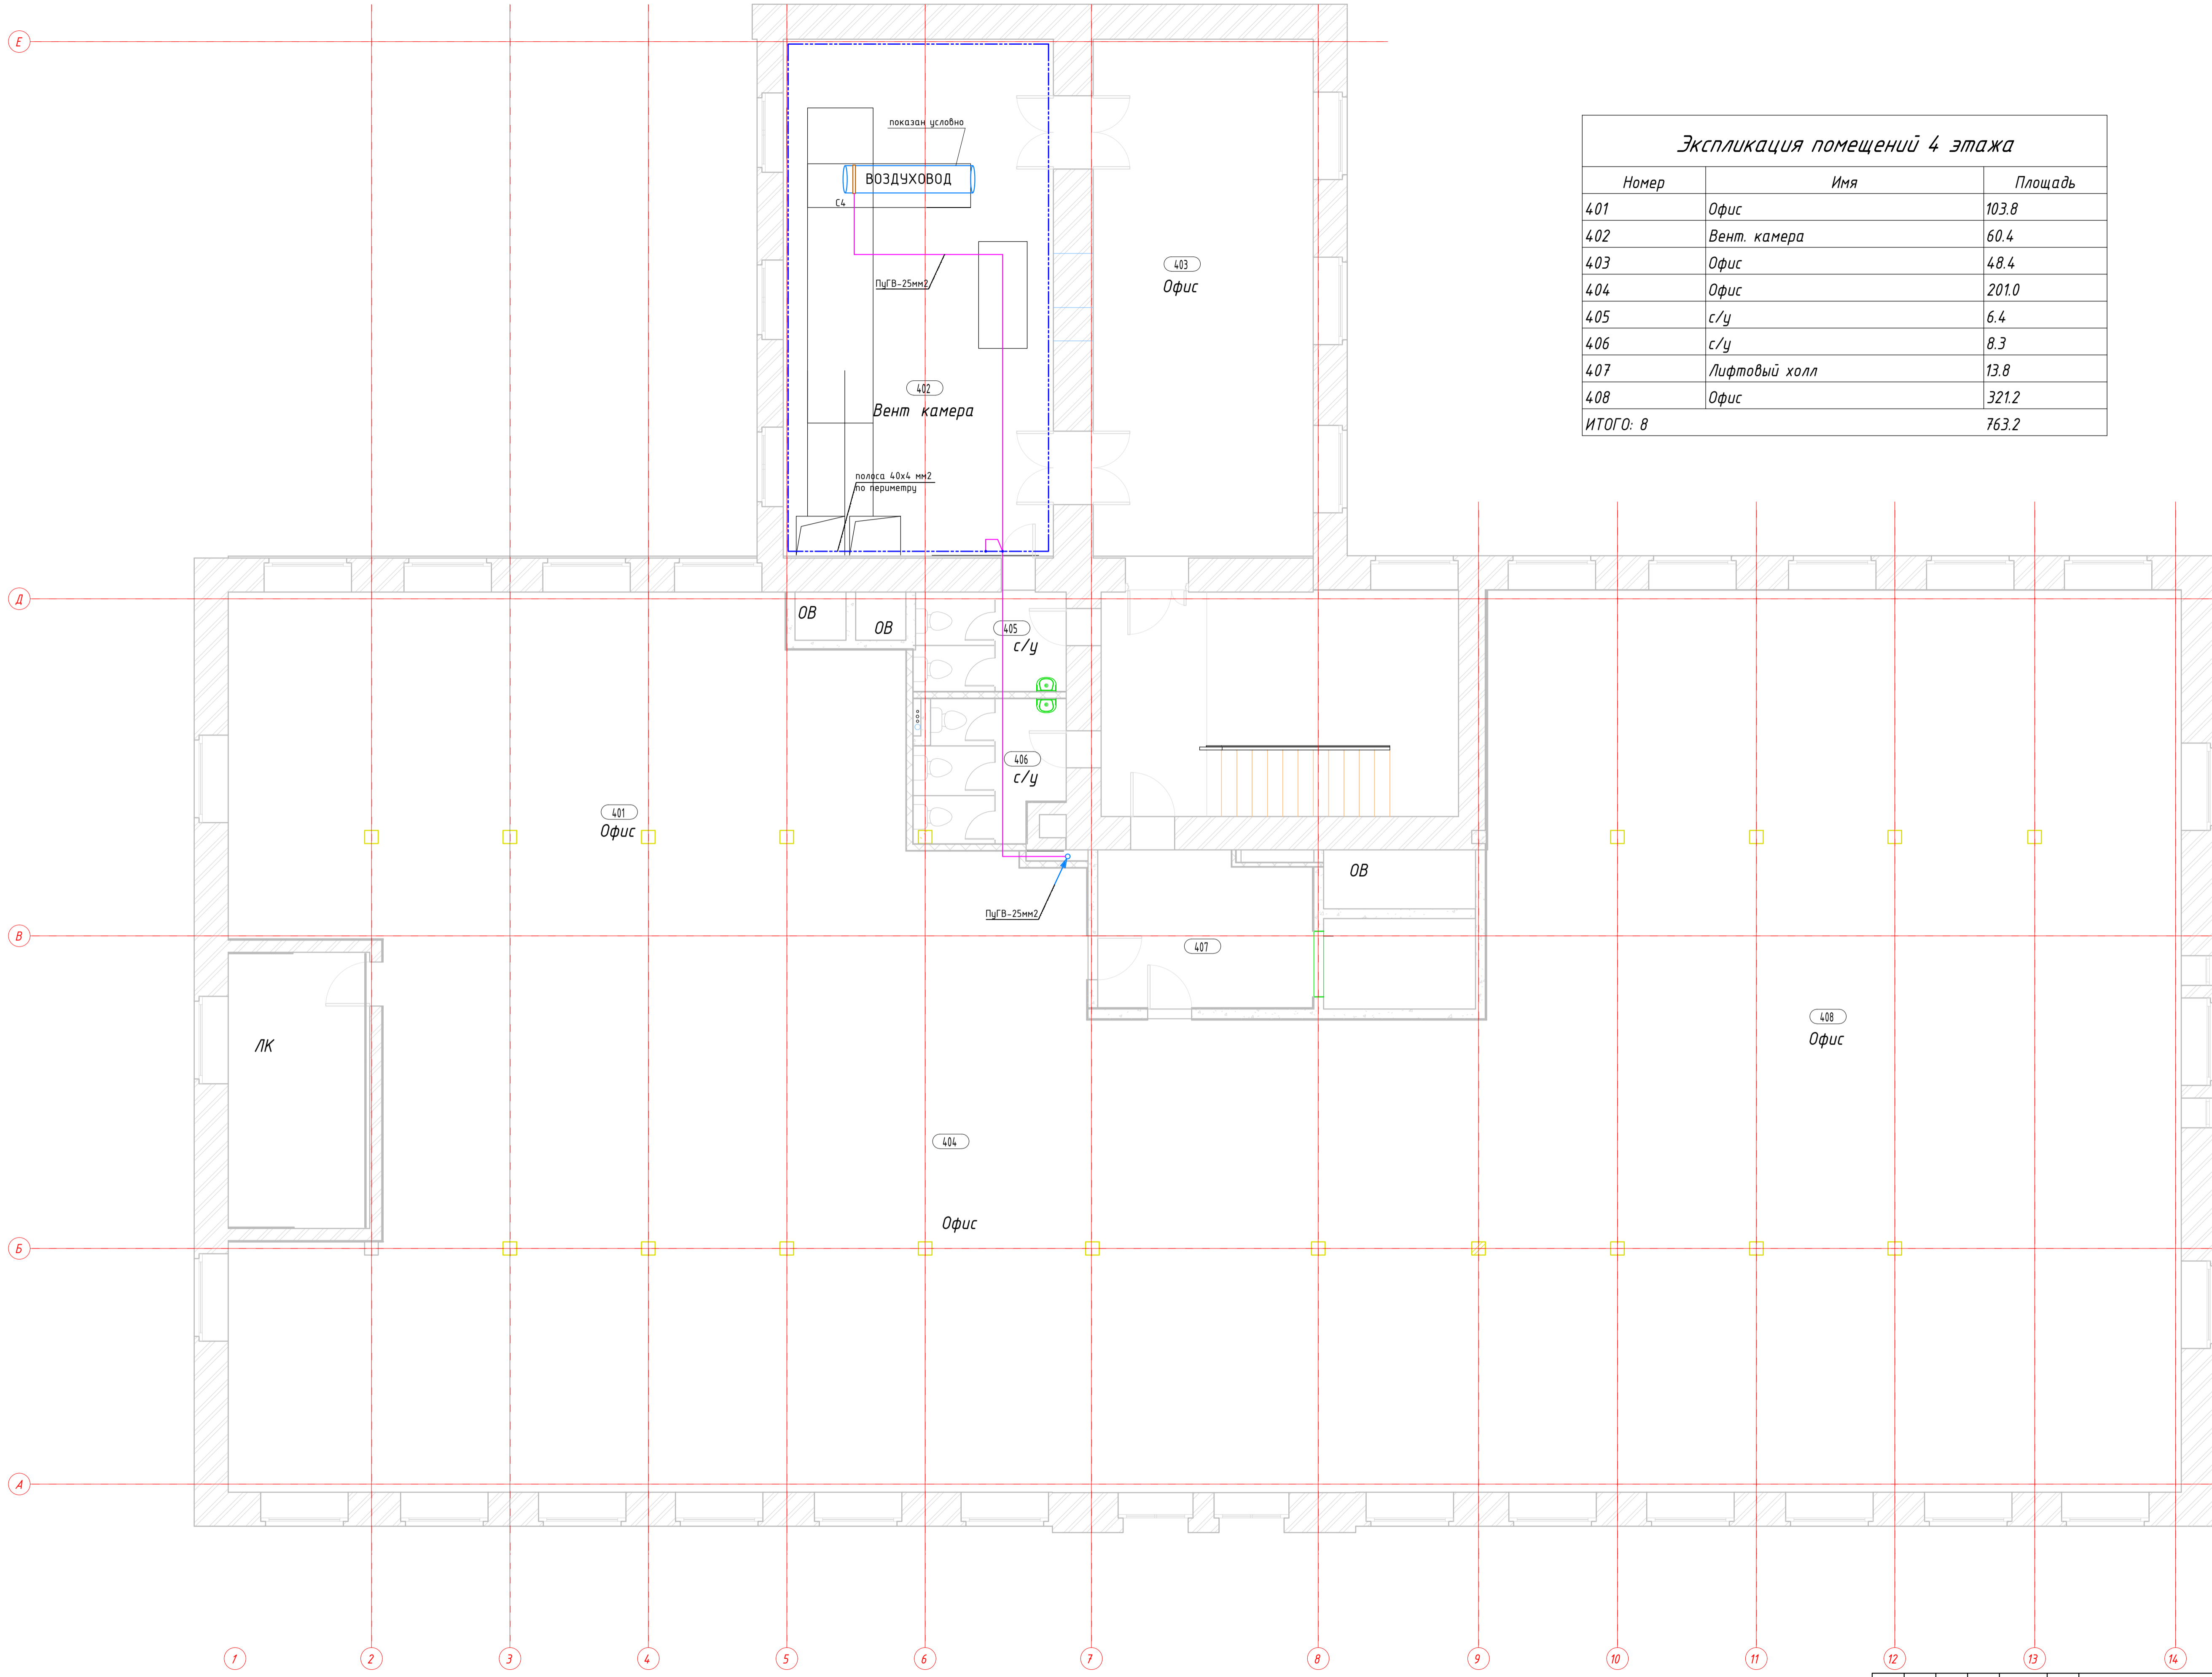 Е
показан условно
ВОЗДУХОВОД
С4
ПуГВ-25мм2
403
Офис
402
Вент камера
полоса 40х4 мм2
по периметру
Экспликация помещений 4 этажа
Номер Имя Площадь
401 Офис 103.8
402 Вент. камера 60.4
403 Офис 48.4
404 Офис 201.0
405 с/у 6.4
406 с/у 8.3
407 Лифтовый холл 13.8
408 Офис 321.2
ИТОГО: 8 763.2
Д
ОВ
ОВ
405
с/у
406
с/у
401
Офис
ОВ
ПуГВ-25мм2
В
407
408
Офис
ЛК
404
Офис
Б
А
1 2 3 4 5 6 7 8 9 10 11 12 13 14